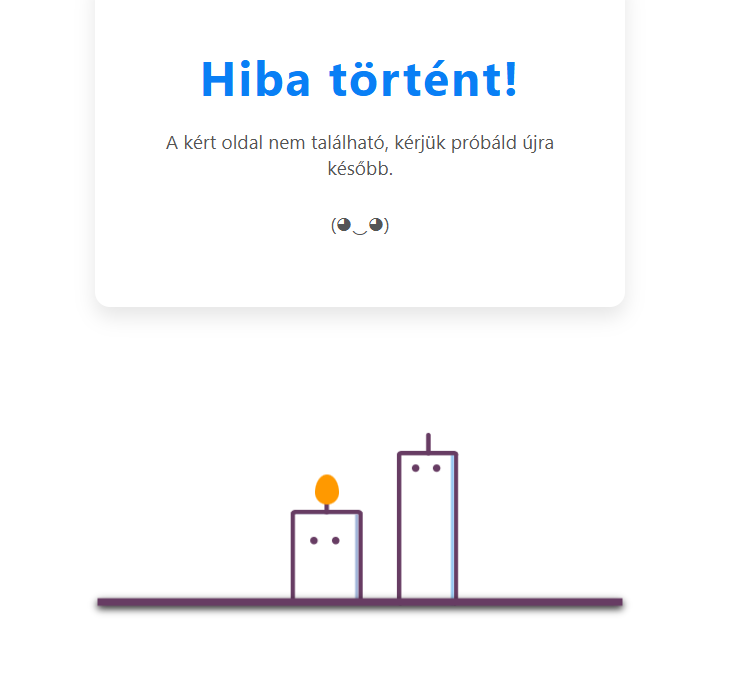 Hiba történt!
A kért oldal nem található, kérjük próbáld újra
később.
(◕‿◕)